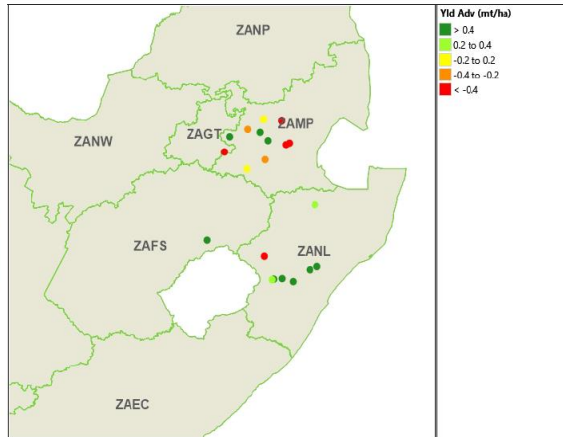 ZANP
ZANW
ZAGT
ZAMP
ZAFS
ZANL
ZAEC
Yld Adv (mt/ha)
> 0.4
0.2 to 0.4
-0.2 to 0.2
-0.4 to -0.2
< -0.4